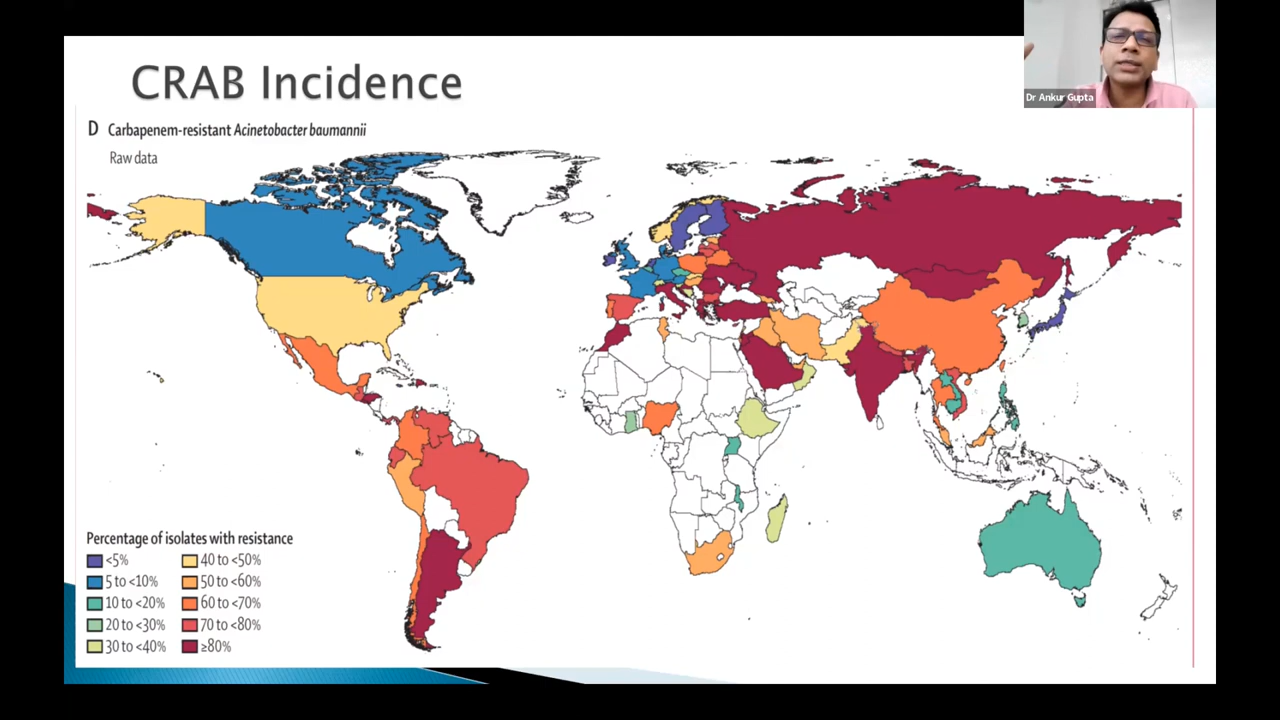 CRAB Incidence
Dr Ankur Gupta
D Carbapenem-resistant Acinetobacter baumannii
Raw data
Percentage of isolates with resistance
<5%
5 to <10%
10 to <20%
20 to <30%
30 to <40%
40 to <50%
50 to <60%
60 to <70%
70 to <80%
≥80%